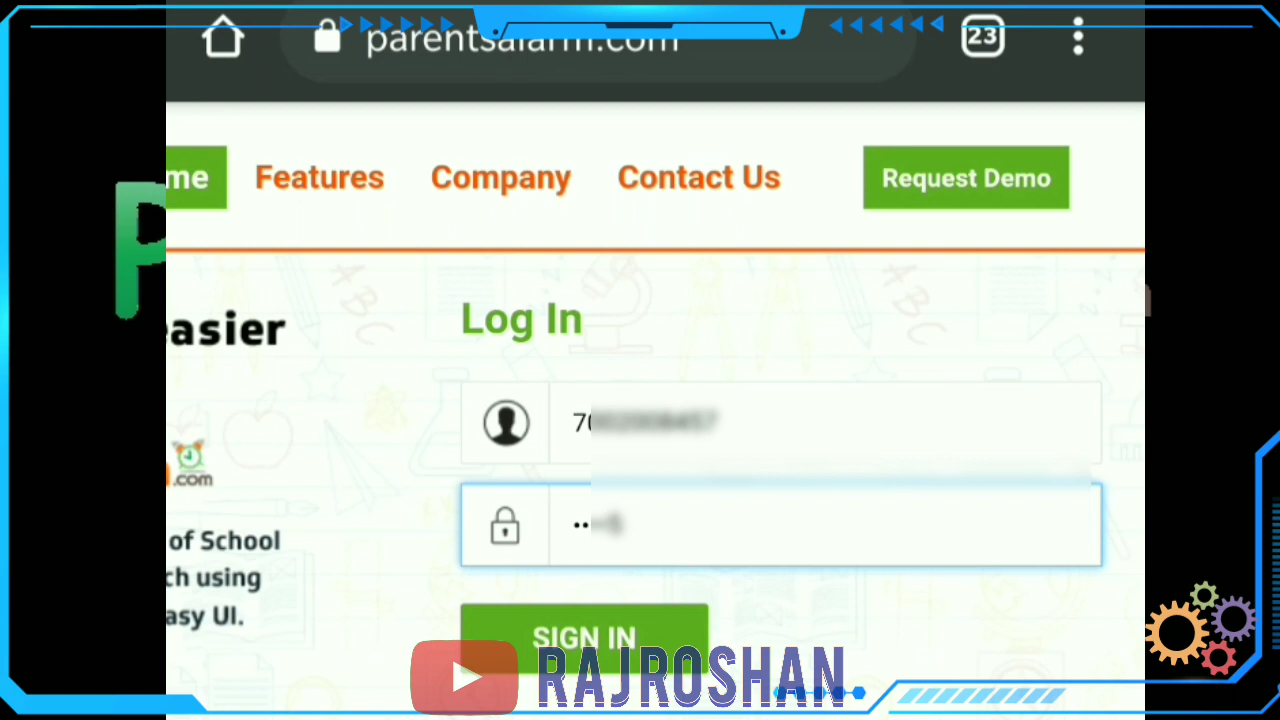 parentsalarm.com
23
me
Features
Company
Contact Us
Request Demo
P
easier
Log In
70
.com
of School
ch using
asy UI.
SIGN IN
RAJROSHAN